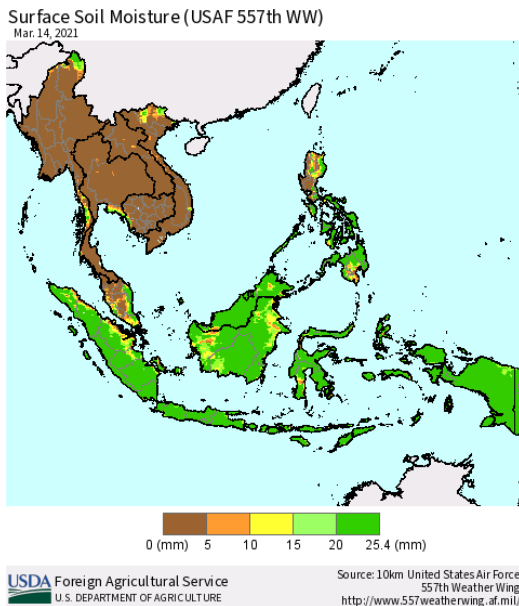 Surface Soil Moisture (USAF 557th WW)
Mar. 14, 2021
0 (mm) 5 10 15 20 25.4 (mm)
USDA Foreign Agricultural Service
U.S. DEPARTMENT OF AGRICULTURE
Source: 10km United States Air Force
557th Weather Wing
http://www.557weatherwing.af.mil/